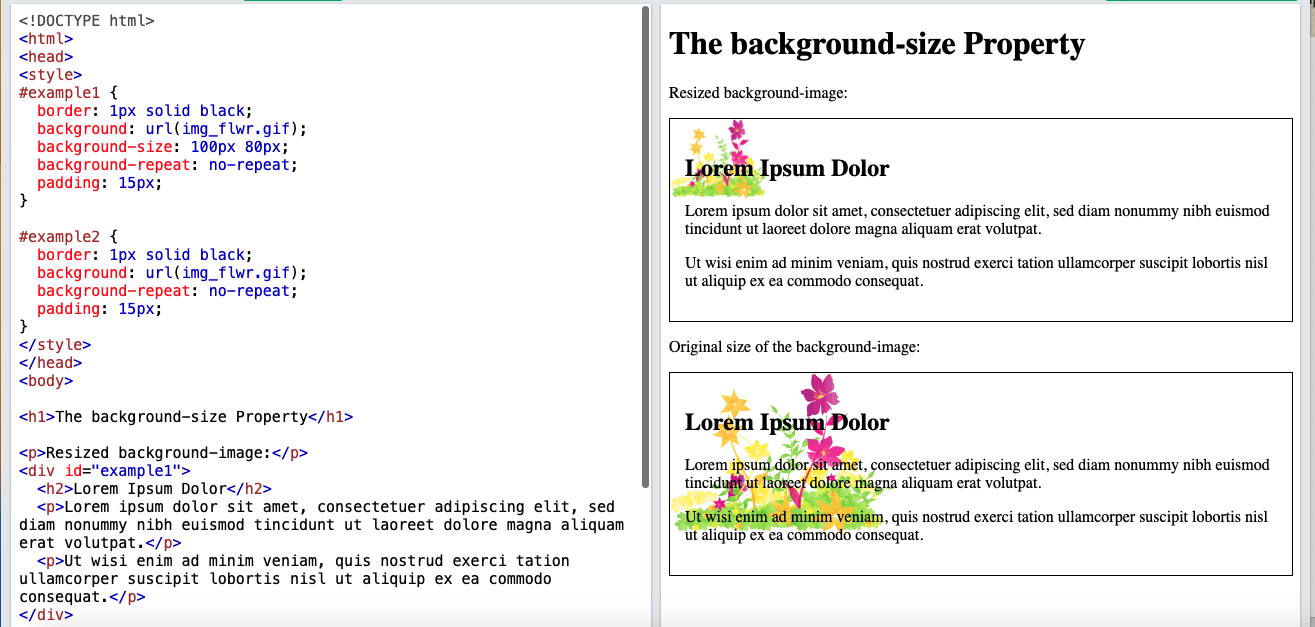 <!DOCTYPE html>
<html>
<head>
<style>
#example1 {
  border: 1px solid black;
  background: url(img_flwr.gif);
  background-size: 100px 80px;
  background-repeat: no-repeat;
  padding: 15px;
}

#example2 {
  border: 1px solid black;
  background: url(img_flwr.gif);
  background-repeat: no-repeat;
  padding: 15px;
}
</style>
</head>
<body>

<h1>The background-size Property</h1>

<p>Resized background-image:</p>
<div id="example1">
  <h2>Lorem Ipsum Dolor</h2>
  <p>Lorem ipsum dolor sit amet, consectetuer adipiscing elit, sed
diam nonummy nibh euismod tincidunt ut laoreet dolore magna aliquam
erat volutpat.</p>
  <p>Ut wisi enim ad minim veniam, quis nostrud exerci tation
ullamcorper suscipit lobortis nisl ut aliquip ex ea commodo
consequat.</p>
</div>
The background-size Property
Resized background-image:
Lorem Ipsum Dolor
Lorem ipsum dolor sit amet, consectetuer adipiscing elit, sed diam nonummy nibh euismod
tincidunt ut laoreet dolore magna aliquam erat volutpat.
Ut wisi enim ad minim veniam, quis nostrud exerci tation ullamcorper suscipit lobortis nisl
ut aliquip ex ea commodo consequat.
Original size of the background-image:
Lorem Ipsum Dolor
Lorem ipsum dolor sit amet, consectetuer adipiscing elit, sed diam nonummy nibh euismod
tincidunt ut laoreet dolore magna aliquam erat volutpat.
Ut wisi enim ad minim veniam, quis nostrud exerci tation ullamcorper suscipit lobortis nisl
ut aliquip ex ea commodo consequat.